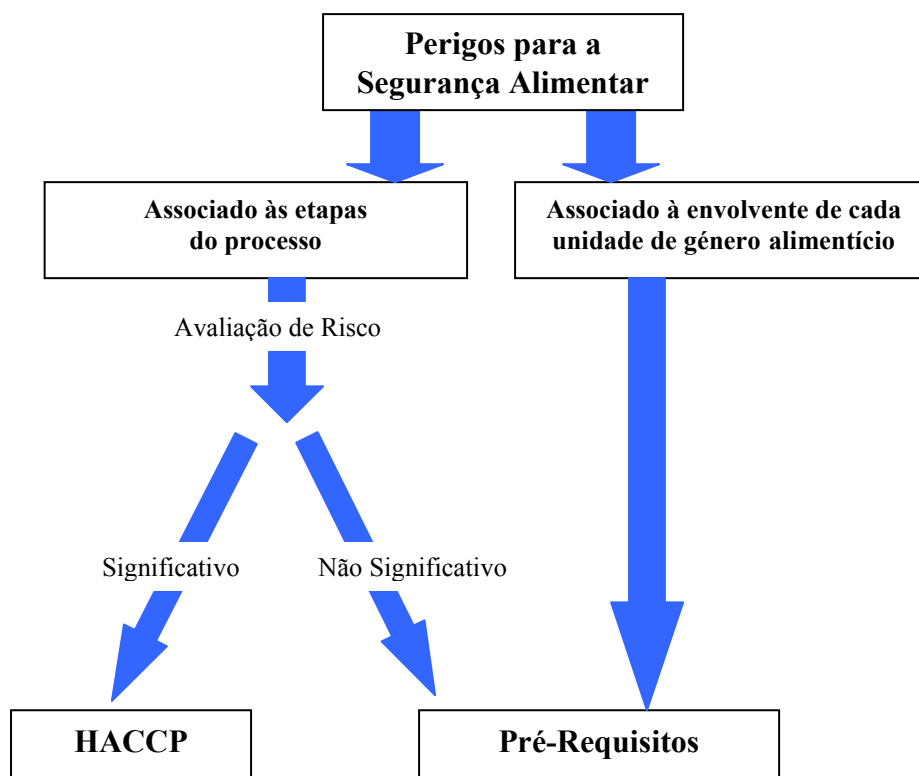 Perigos para a
Segurança Alimentar
Associado às etapas
do processo
Associado à envolvente de cada
unidade de género alimentício
Avaliação de Risco
Significativo
Não Significativo
HACCP
Pré-Requisitos